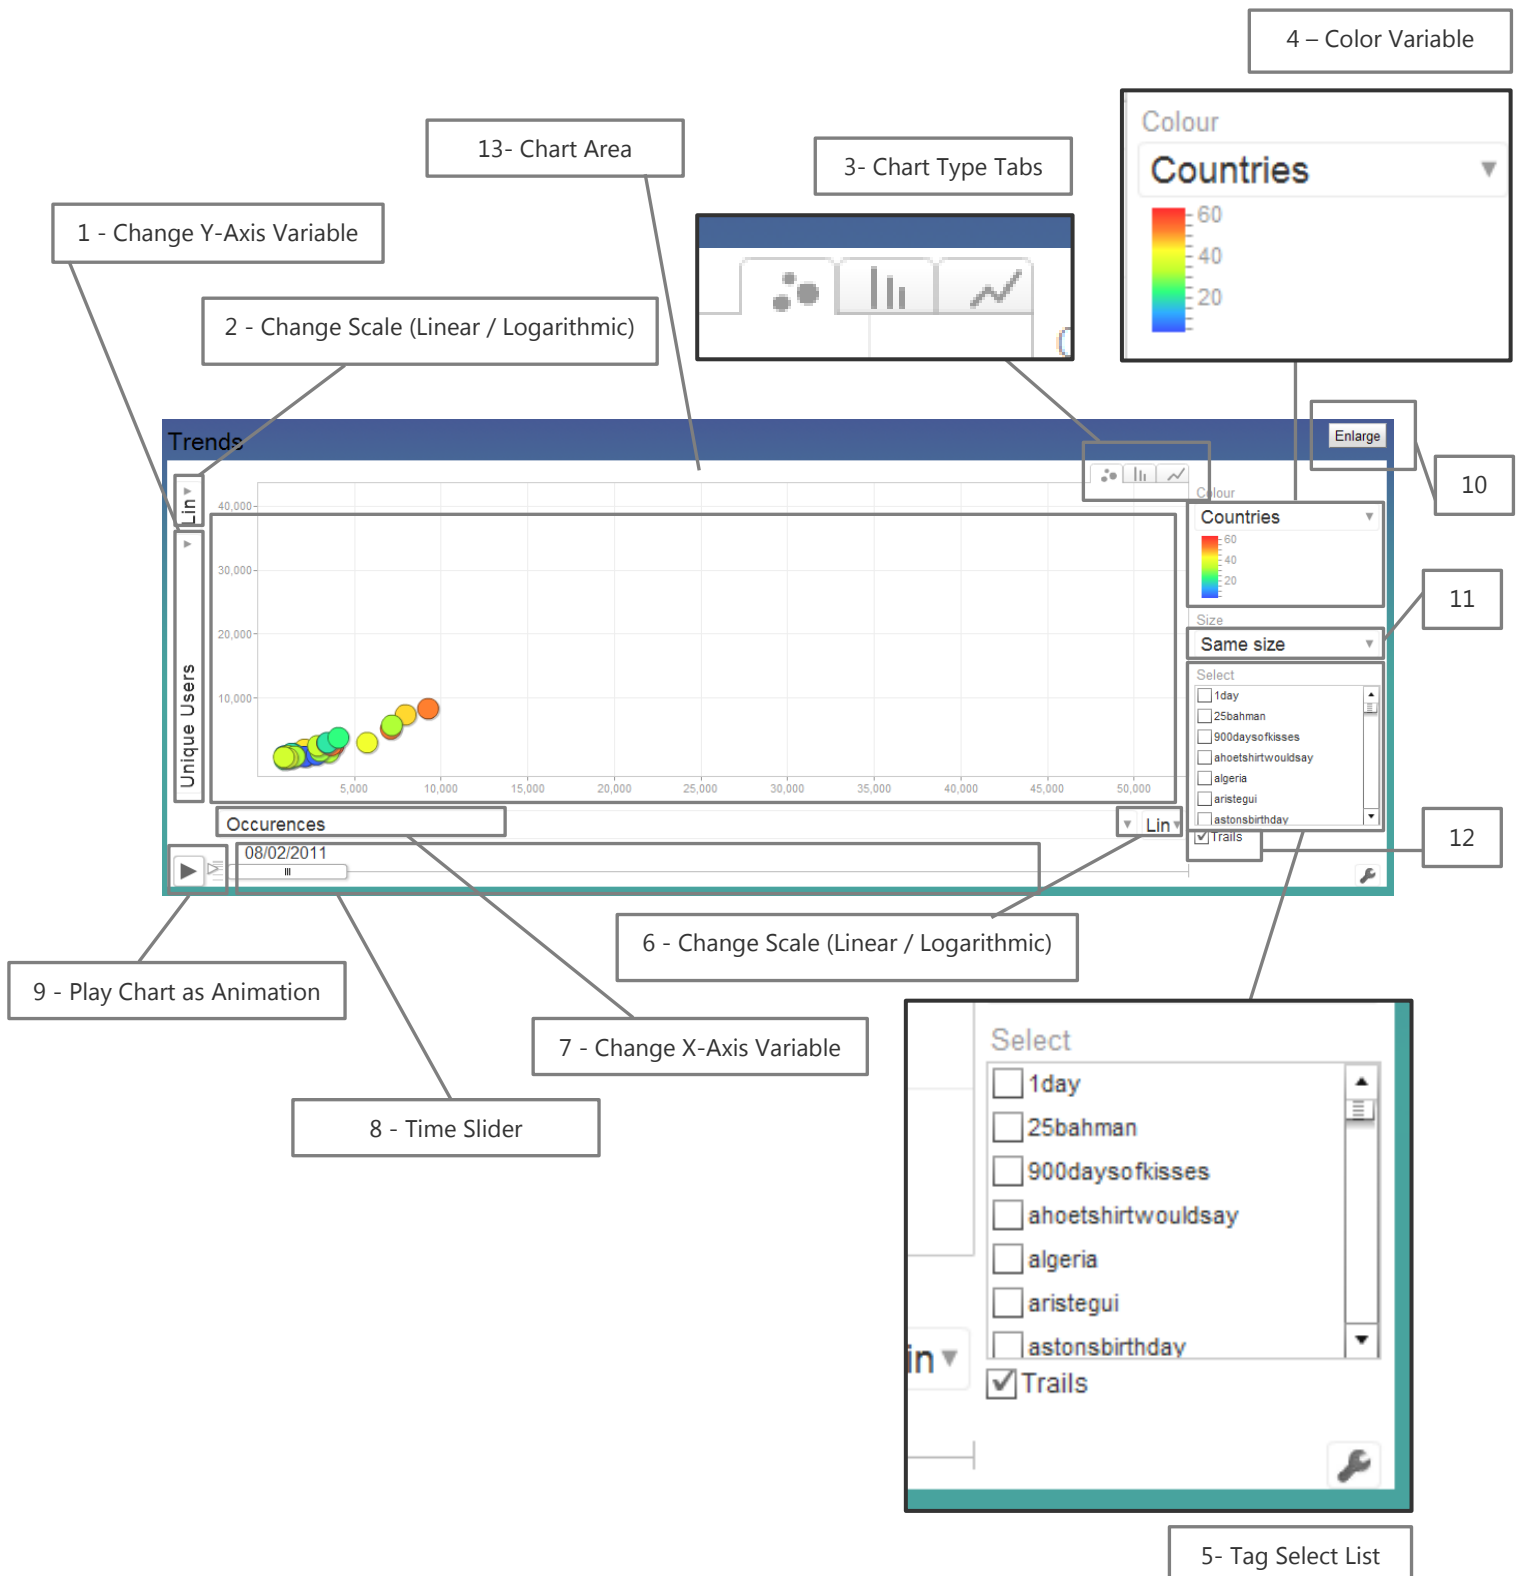 4 – Color Variable
Colour
Countries
60
40
20
13- Chart Area
3- Chart Type Tabs
1 - Change Y-Axis Variable
2 - Change Scale (Linear / Logarithmic)
Trends
Enlarge
10
Lin
40,000
30,000
20,000
10,000
Unique Users
5,000 10,000 15,000 20,000 25,000 30,000 35,000 40,000 45,000 50,000
Occurences
Lin
08/02/2011
Colour
Countries
60
40
20
11
Size
Same size
Select
1day
25bahman
900daysofkisses
ahoetshirtwouldsay
algeria
aristegui
astonsbirthday
Trails
12
6 - Change Scale (Linear / Logarithmic)
9 - Play Chart as Animation
7 - Change X-Axis Variable
8 - Time Slider
Select
1day
25bahman
900daysofkisses
ahoetshirtwouldsay
algeria
aristegui
astonsbirthday
in
Trails
5- Tag Select List